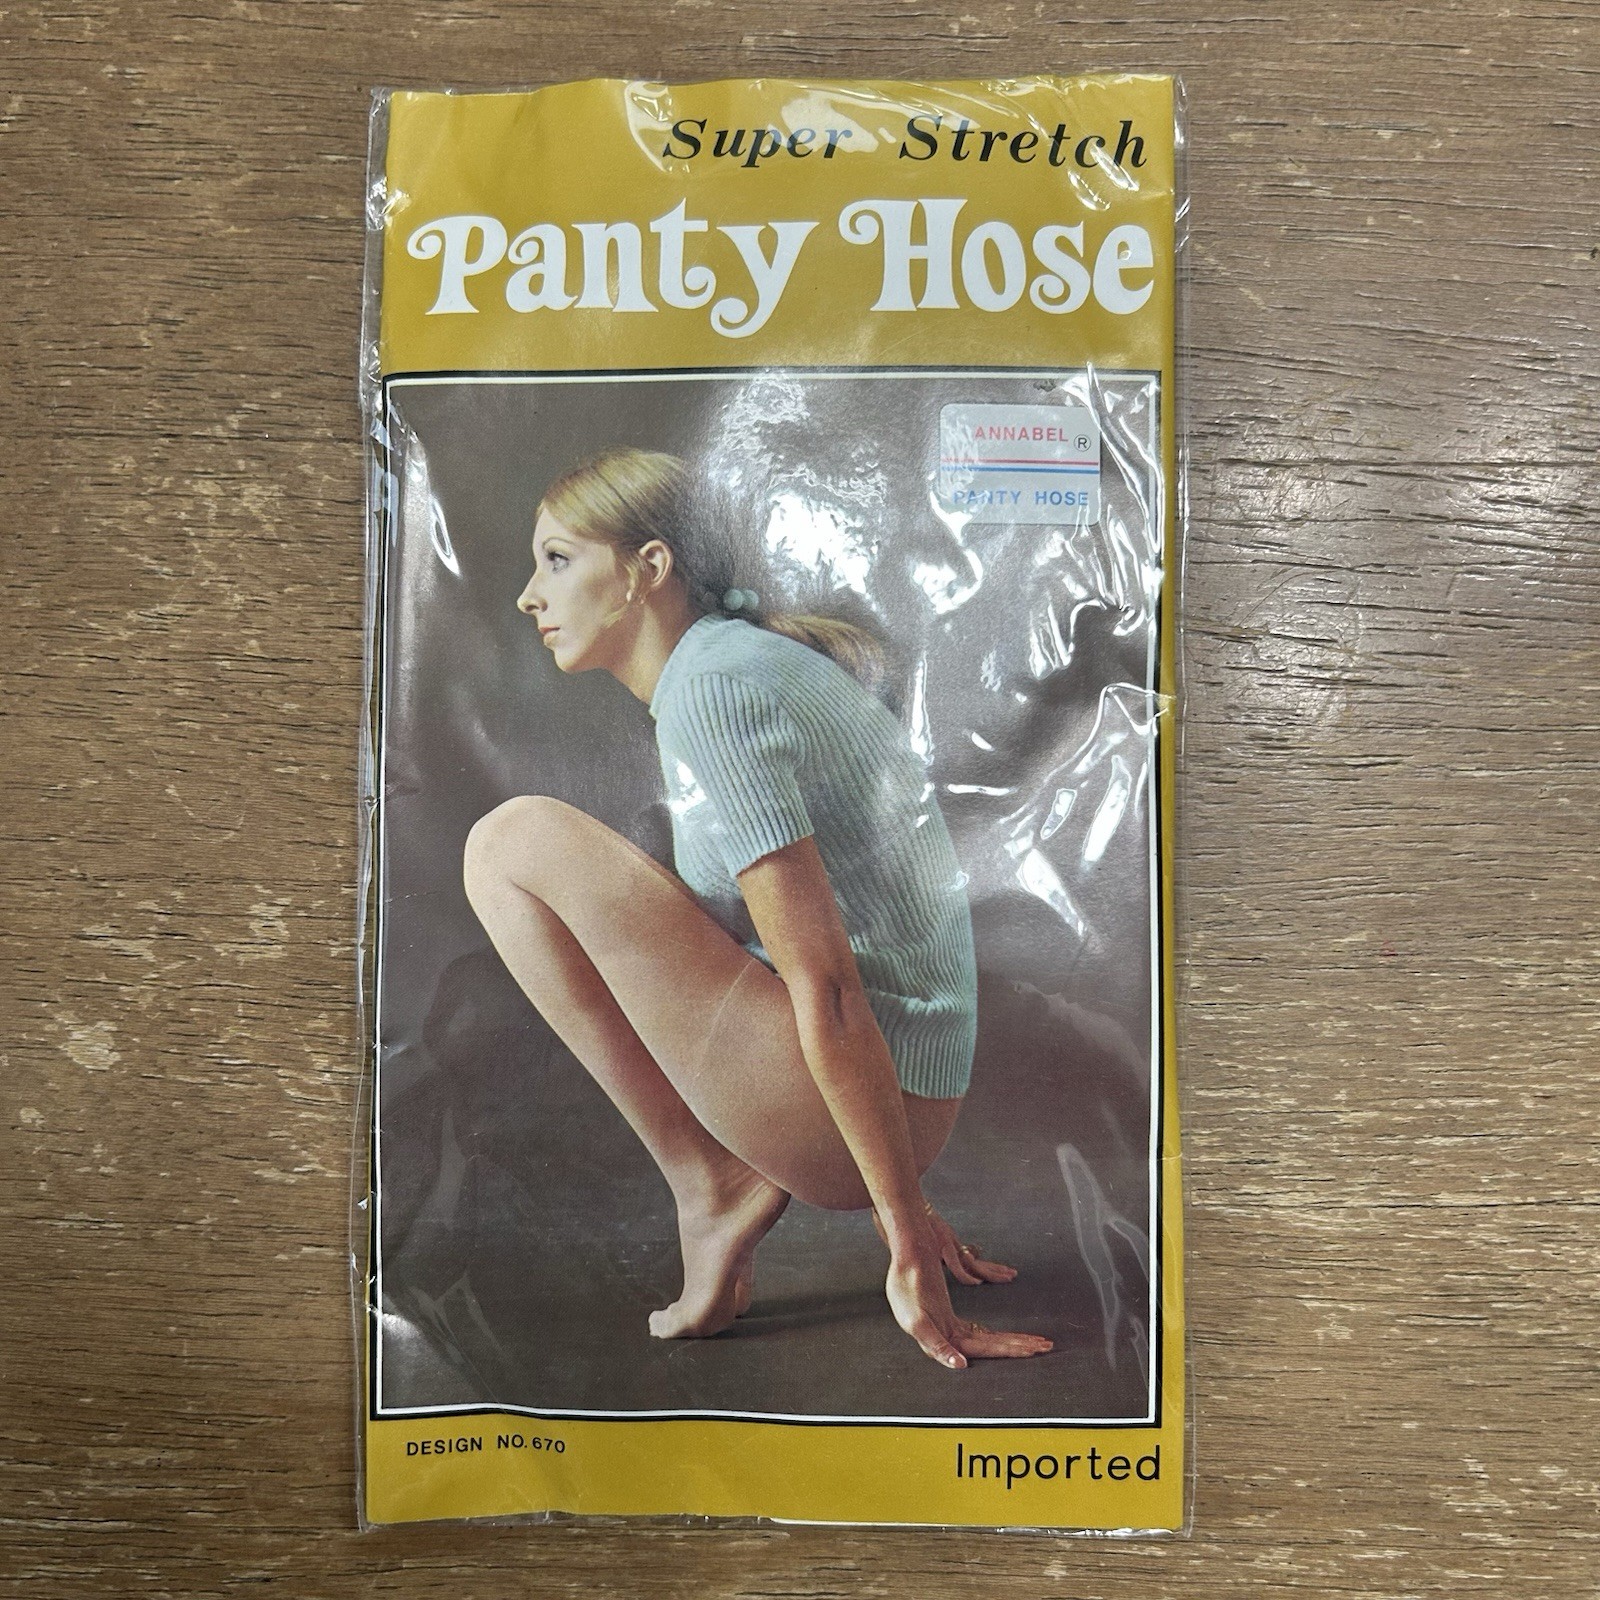 Super Stretch
Panty Hose
ANNABEL ®
PANTY HOSE
DESIGN NO. 670
Imported